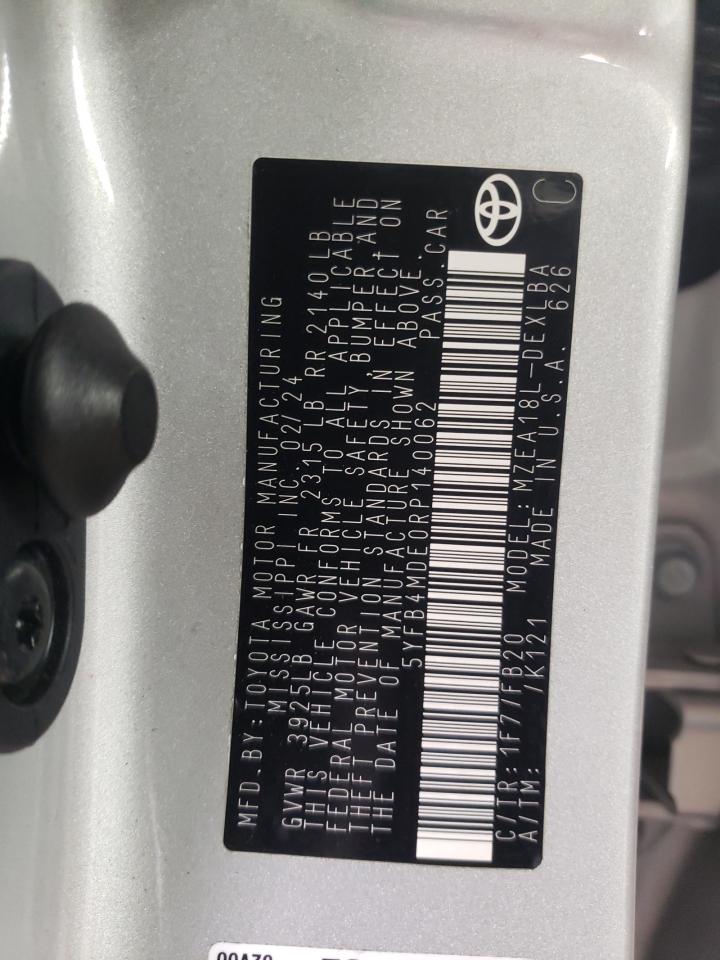 MFD.BY:TOYOTA MOTOR MANUFACTURING
MISSISSIPPI INC. 02/24
GVWR 3925LB GAWR FR 2315 LB RR 2140LB
THIS VEHICLE CONFORMS TO ALL APPLICABLE
FEDERAL MOTOR VEHICLE SAFETY, BUMPER, AND
THEFT PREVENTION STANDARDS IN EFFECT ON
THE DATE OF MANUFACTURE SHOWN ABOVE.
5YFB4MDE0RP140062 PASS.CAR
C/TR:1F7/FB20 MODEL:MZEA18L-DEXLBA
A/TM: /K121 MADE IN U.S.A. 626
C